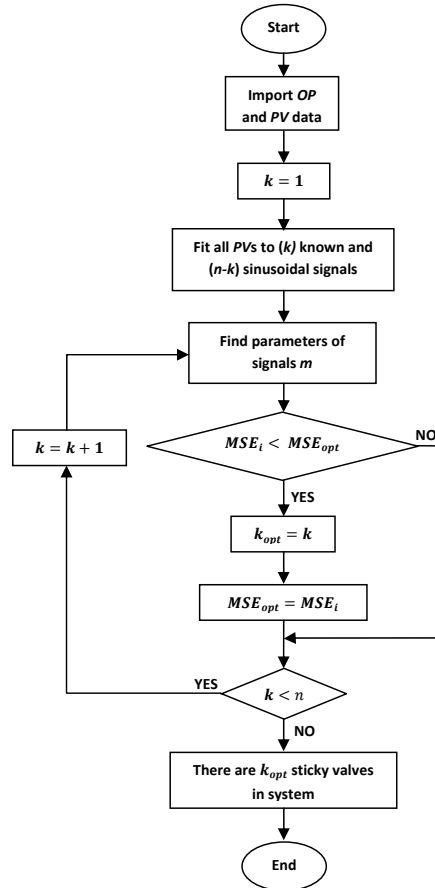 Start
Import OP
and PV data
k = 1
Fit all PVs to (k) known and
(n-k) sinusoidal signals
Find parameters of
signals m
k = k + 1
MSE_i < MSE_opt
NO
YES
k_opt = k
MSE_opt = MSE_i
YES
k < n
NO
There are k_opt sticky valves
in system
End